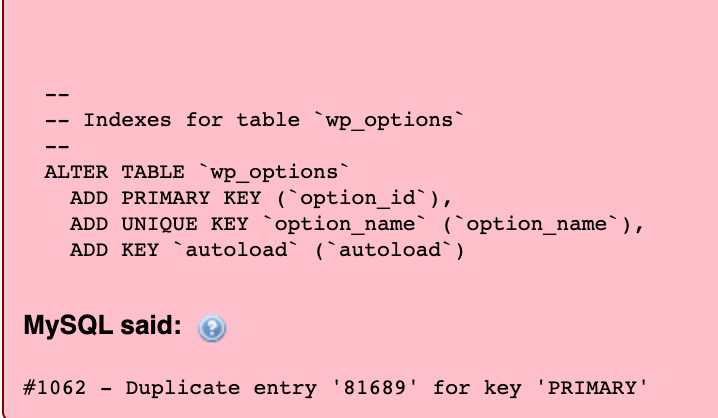 --
-- Indexes for table `wp_options`
--
ALTER TABLE `wp_options`
ADD PRIMARY KEY (`option_id`),
ADD UNIQUE KEY `option_name` (`option_name`),
ADD KEY `autoload` (`autoload`)
MySQL said: ?
#1062 - Duplicate entry '81689' for key 'PRIMARY'